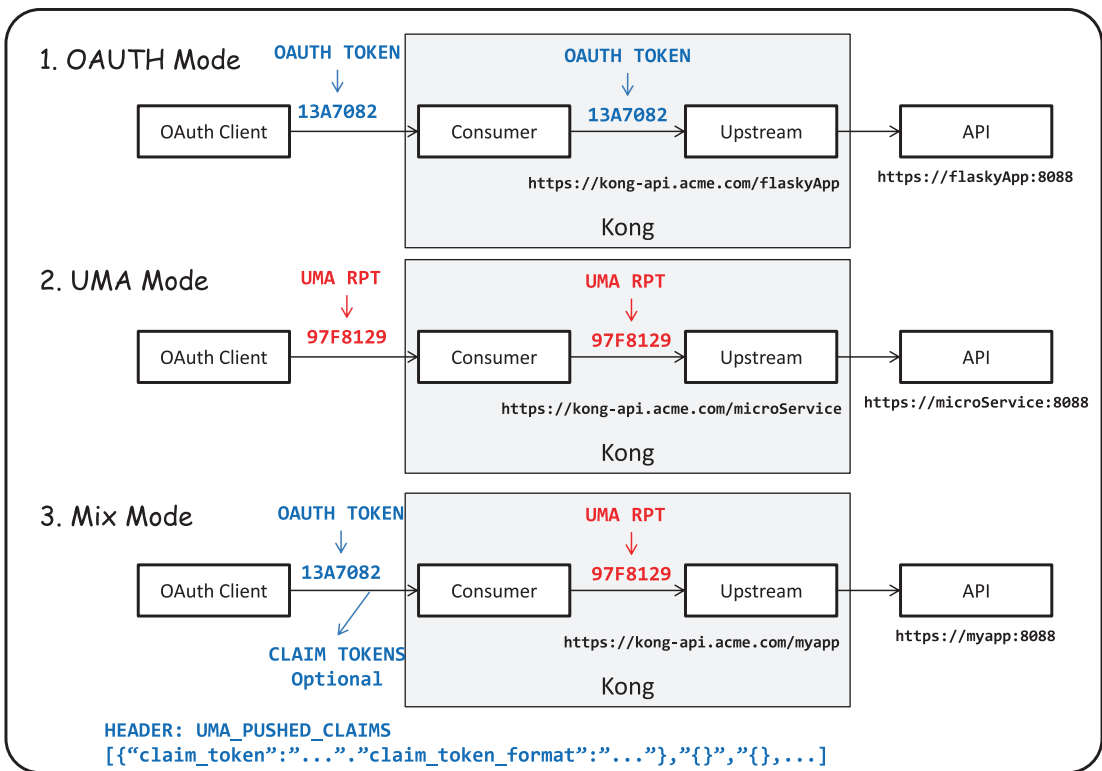 1. OAUTH Mode
OAUTH TOKEN
OAUTH TOKEN
13A7082
13A7082
OAuth Client
Consumer
Upstream
API
https://kong-api.acme.com/flaskyApp
https://flaskyApp:8088
Kong
2. UMA Mode
UMA RPT
UMA RPT
97F8129
97F8129
OAuth Client
Consumer
Upstream
API
https://kong-api.acme.com/microService
https://microService:8088
Kong
3. Mix Mode
OAUTH TOKEN
UMA RPT
13A7082
97F8129
OAuth Client
Consumer
Upstream
API
https://kong-api.acme.com/myapp
https://myapp:8088
CLAIM TOKENS
Optional
Kong
HEADER: UMA_PUSHED_CLAIMS
[{“claim_token”:”...”.”claim_token_format”:”...”},”{}”,”{},...]